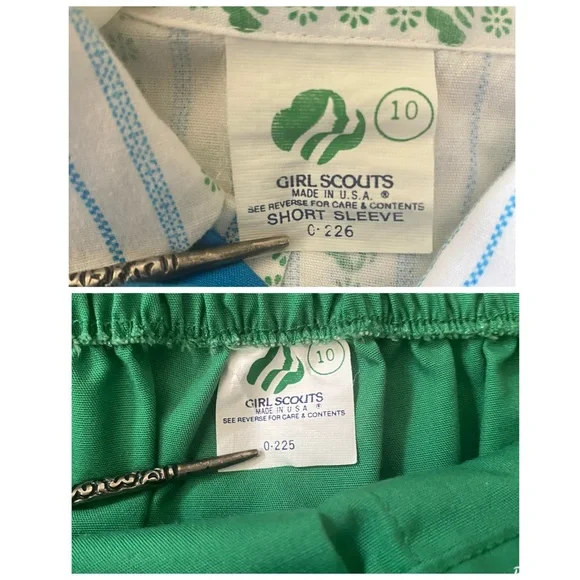 10
GIRL SCOUTS
MADE IN U.S.A. ®
SEE REVERSE FOR CARE & CONTENTS
SHORT SLEEVE
0-226
10
GIRL SCOUTS
MADE IN U S A ®
SEE REVERSE FOR CARE & CONTENTS
0-225